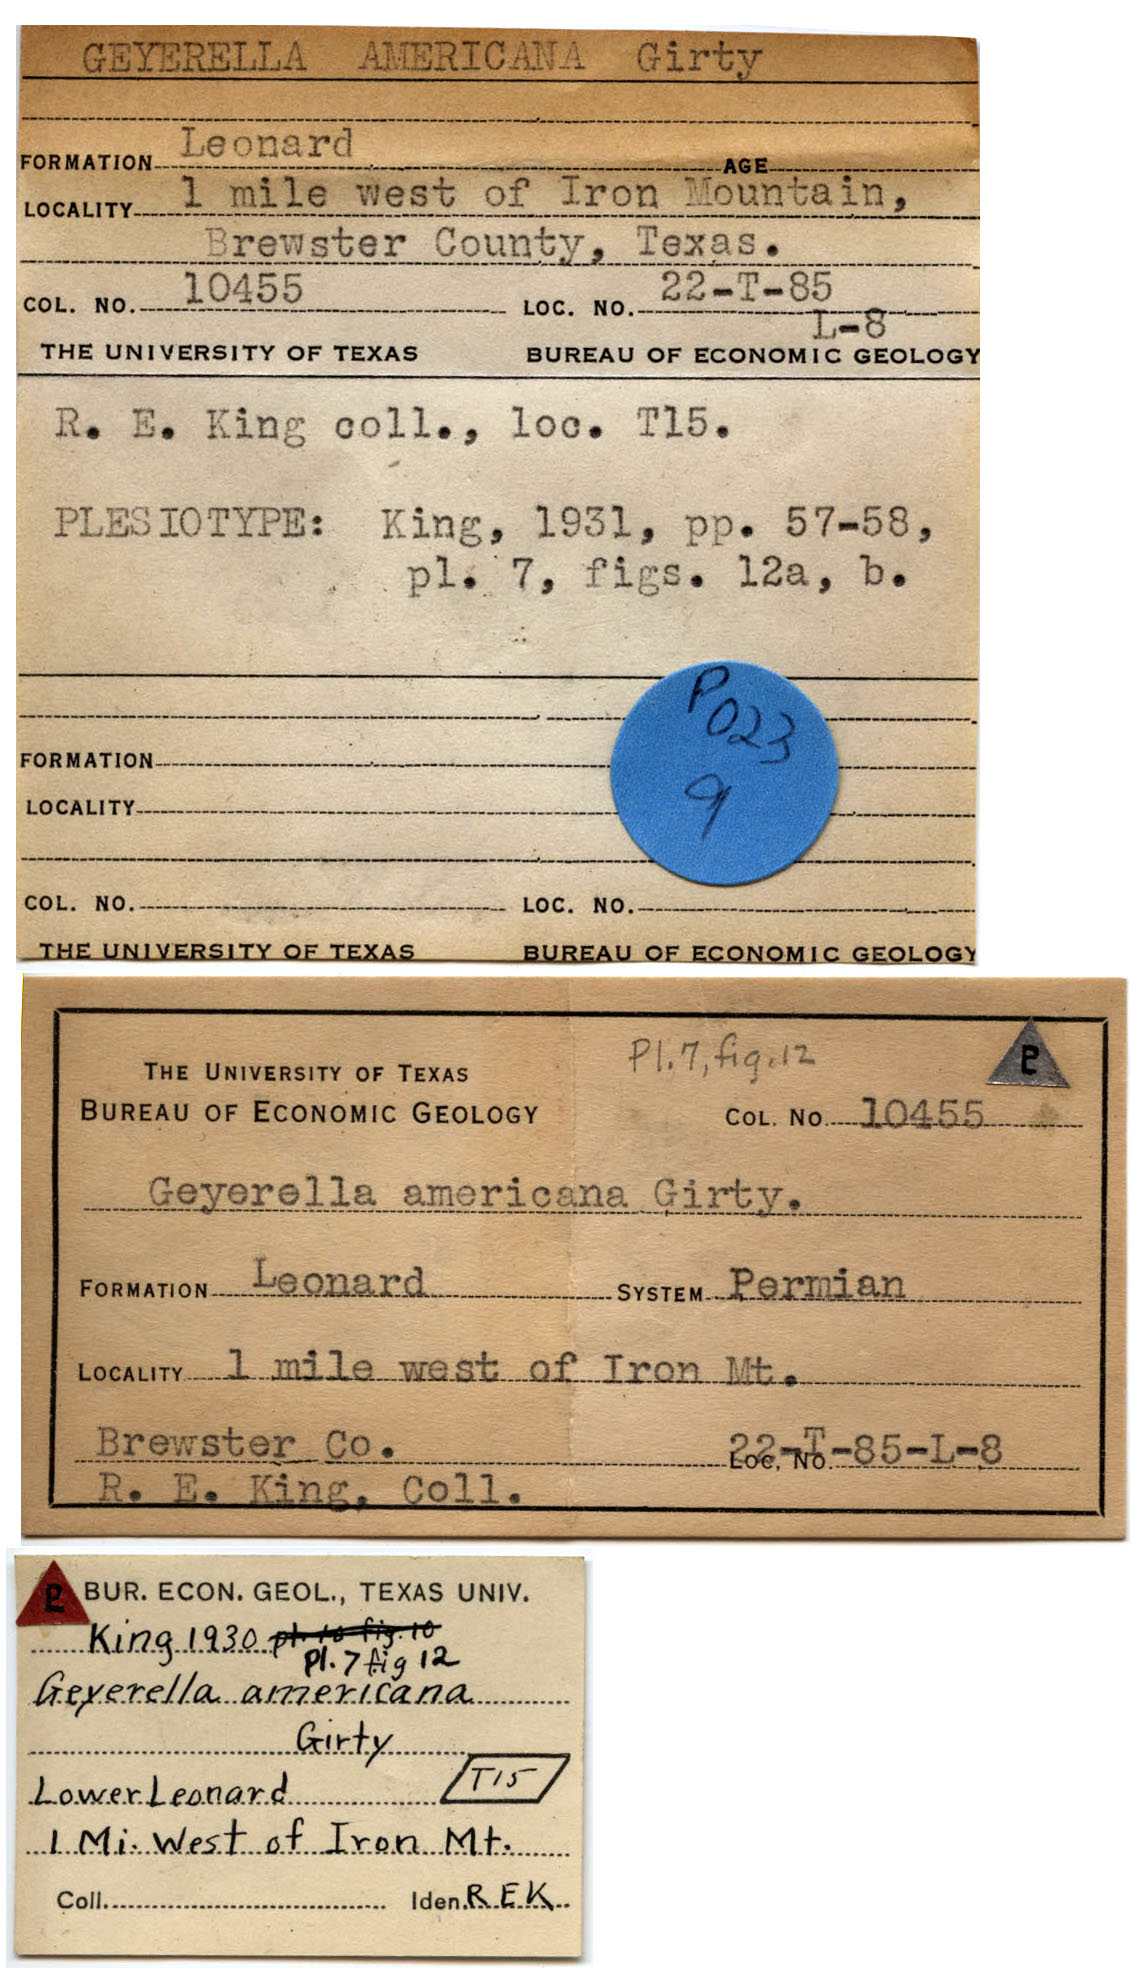 GEYERELLA AMERICANA Girty
FORMATION Leonard AGE
LOCALITY 1 mile west of Iron Mountain,
Brewster County, Texas.
COL. NO. 10455 LOC. NO. 22-T-85
L-8
THE UNIVERSITY OF TEXAS BUREAU OF ECONOMIC GEOLOGY
R. E. King coll., loc. T15.
PLESIOTYPE: King, 1931, pp. 57-58,
pl. 7, figs. 12a, b.
P023
9
FORMATION
LOCALITY
COL. NO. LOC. NO.
THE UNIVERSITY OF TEXAS BUREAU OF ECONOMIC GEOLOGY
Pl. 7, fig. 12
THE UNIVERSITY OF TEXAS
BUREAU OF ECONOMIC GEOLOGY COL. NO. 10455
Geyerella americana Girty.
FORMATION Leonard SYSTEM Permian
LOCALITY 1 mile west of Iron Mt.
Brewster Co. LOC. NO. 22-T-85-L-8
R. E. King, Coll.
BUR. ECON. GEOL., TEXAS UNIV.
King 1930 pl. 10 fig. 10
Pl. 7 fig 12
Geyerella americana
Girty
Lower Leonard T15
1 Mi. West of Iron Mt.
Coll. Iden. REK